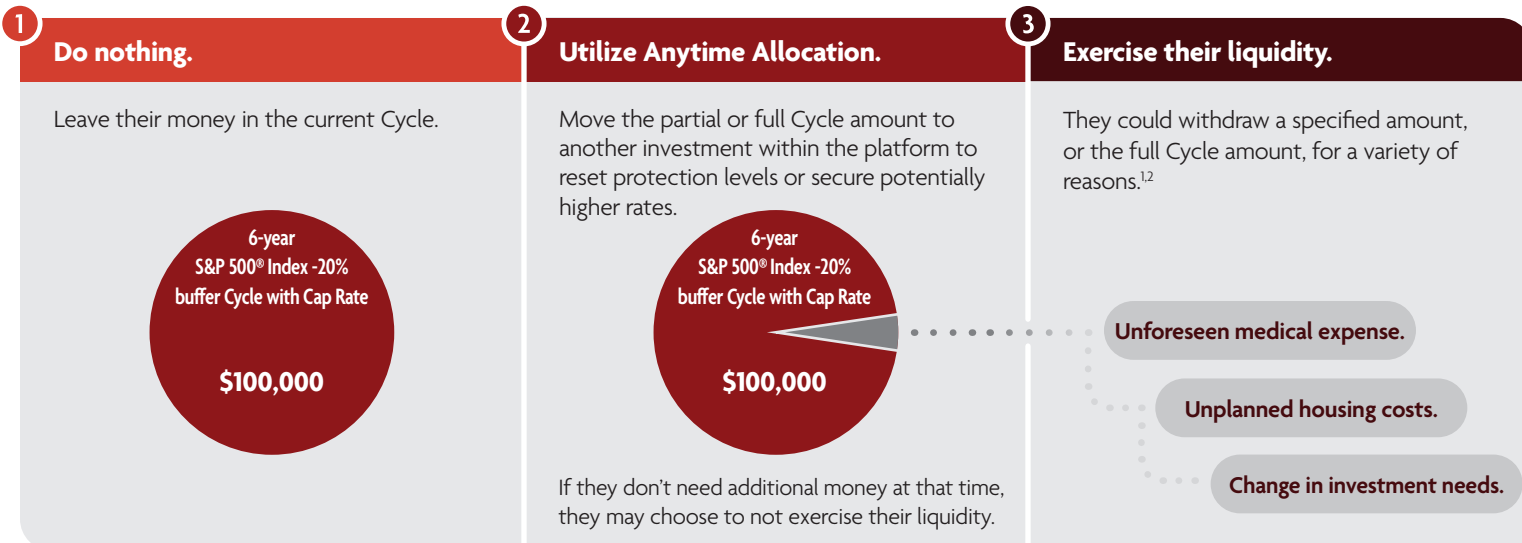 1
Do nothing.
Leave their money in the current Cycle.
6-year
S&P 500® Index -20%
buffer Cycle with Cap Rate
$100,000
2
Utilize Anytime Allocation.
Move the partial or full Cycle amount to
another investment within the platform to
reset protection levels or secure potentially
higher rates.
6-year
S&P 500® Index -20%
buffer Cycle with Cap Rate
$100,000
If they don’t need additional money at that time,
they may choose to not exercise their liquidity.
3
Exercise their liquidity.
They could withdraw a specified amount,
or the full Cycle amount, for a variety of
reasons.1,2
Unforeseen medical expense.
Unplanned housing costs.
Change in investment needs.